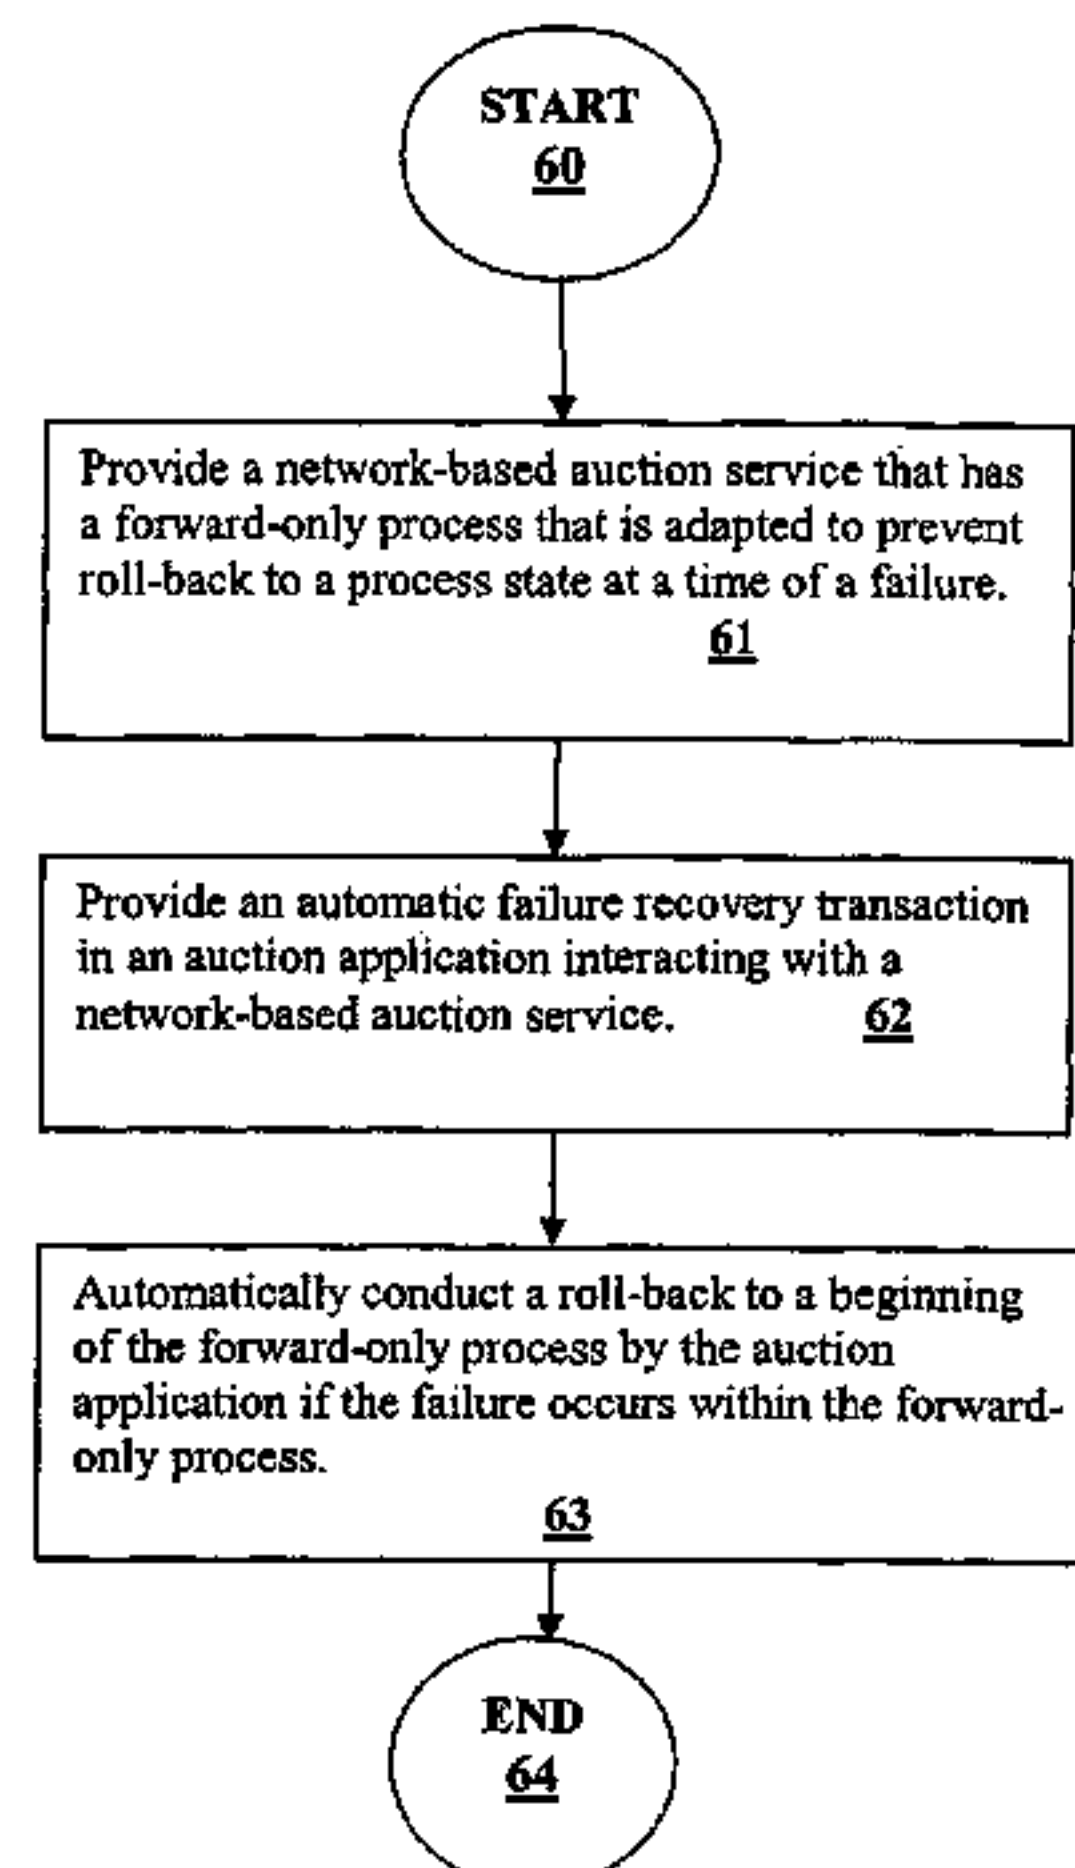 START
60
Provide a network-based auction service that has
a forward-only process that is adapted to prevent
roll-back to a process state at a time of a failure.
61
Provide an automatic failure recovery transaction
in an auction application interacting with a
network-based auction service. 62
Automatically conduct a roll-back to a beginning
of the forward-only process by the auction
application if the failure occurs within the forward-
only process.
63
END
64